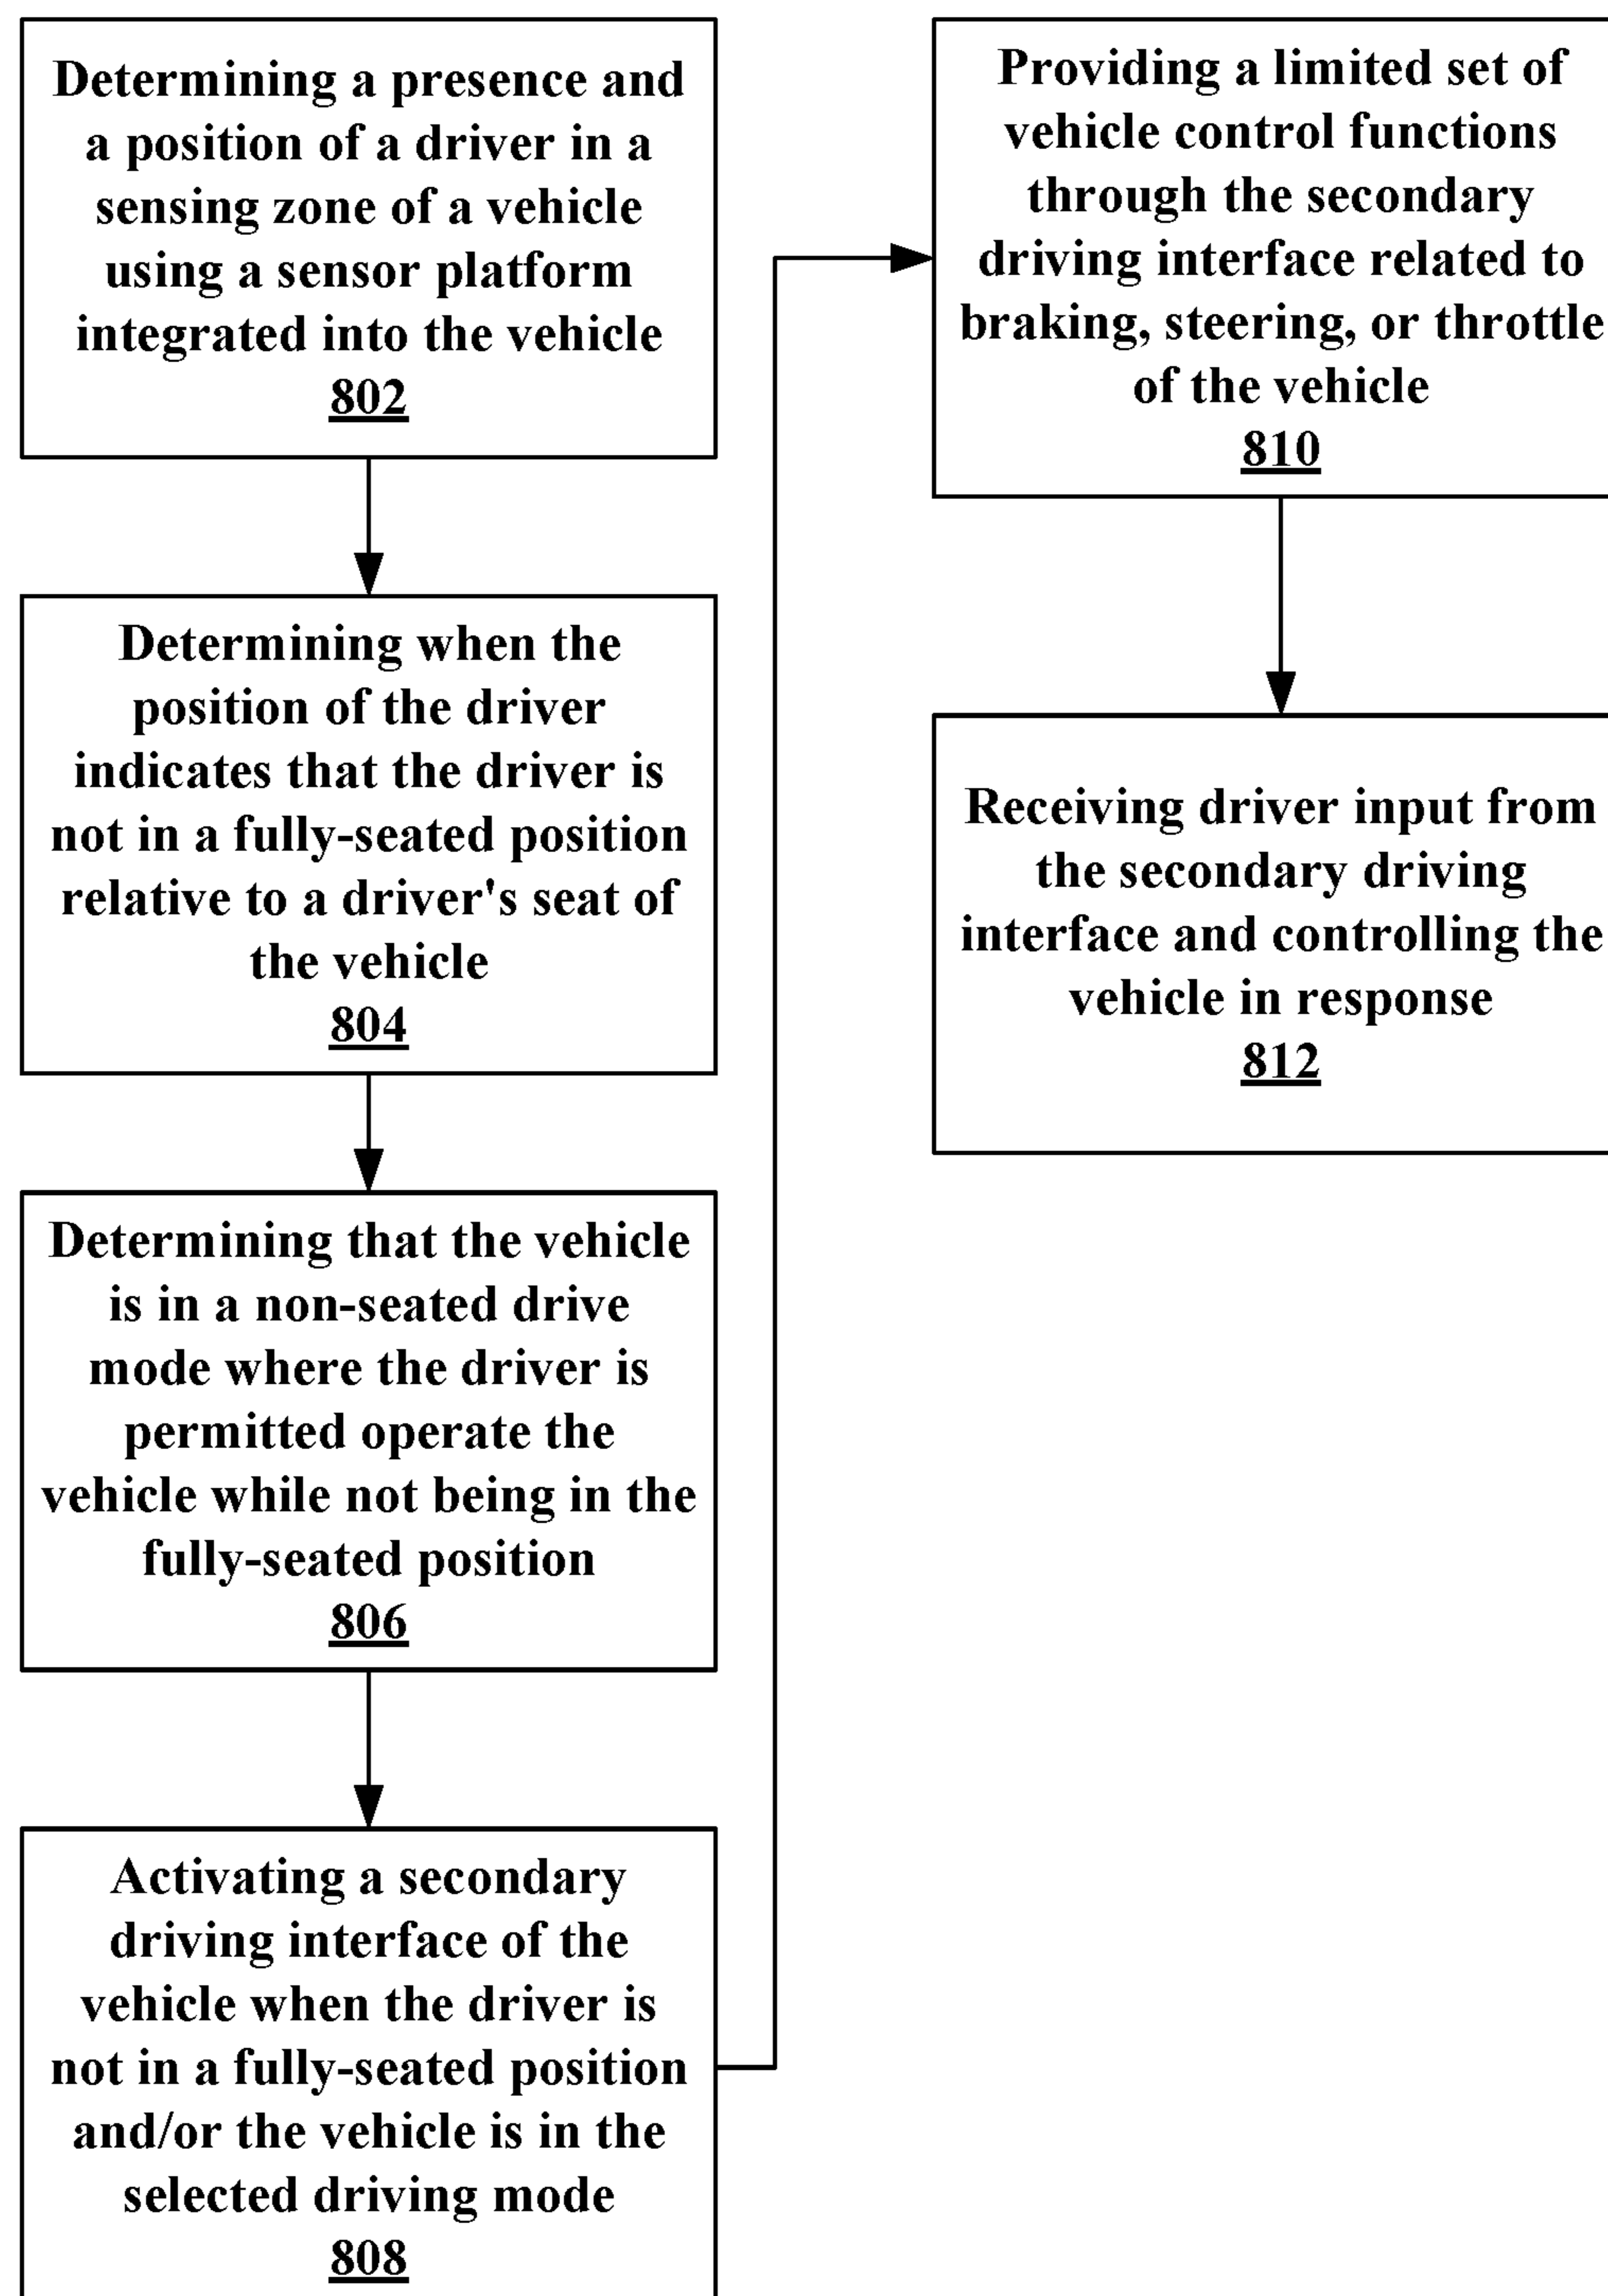 Determining a presence and
a position of a driver in a
sensing zone of a vehicle
using a sensor platform
integrated into the vehicle
802
Determining when the
position of the driver
indicates that the driver is
not in a fully-seated position
relative to a driver's seat of
the vehicle
804
Determining that the vehicle
is in a non-seated drive
mode where the driver is
permitted operate the
vehicle while not being in the
fully-seated position
806
Activating a secondary
driving interface of the
vehicle when the driver is
not in a fully-seated position
and/or the vehicle is in the
selected driving mode
808
Providing a limited set of
vehicle control functions
through the secondary
driving interface related to
braking, steering, or throttle
of the vehicle
810
Receiving driver input from
the secondary driving
interface and controlling the
vehicle in response
812